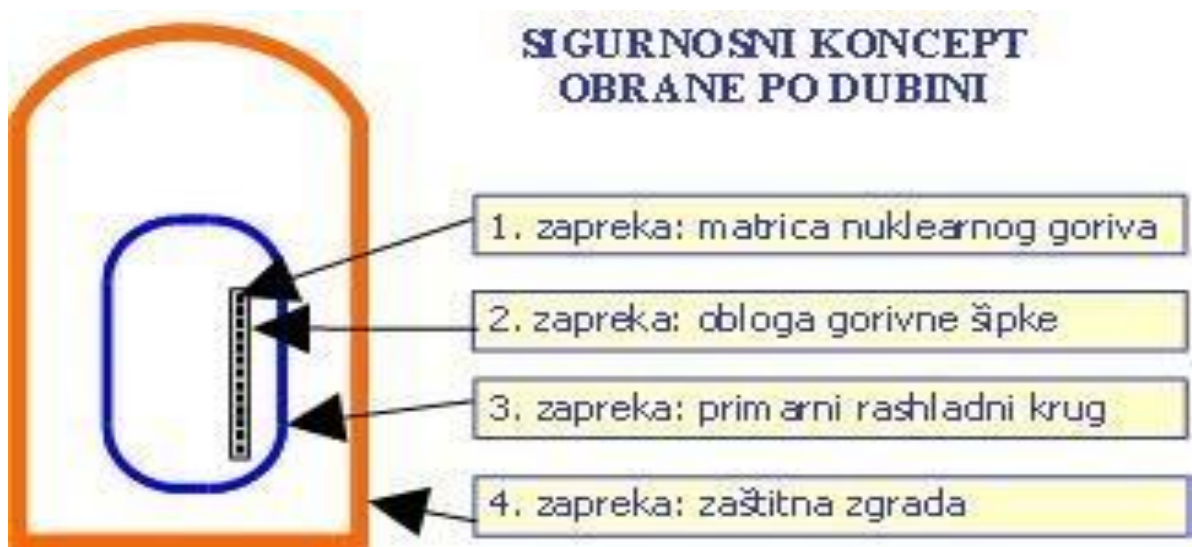 SIGURNOSNI KONCEPT
OBRANE PO DUBINI
1. zapreka: matrica nuklearnog goriva
2. zapreka: obloga gorivne šipke
3. zapreka: primarni rashladni krug
4. zapreka: zaštitna zgrada